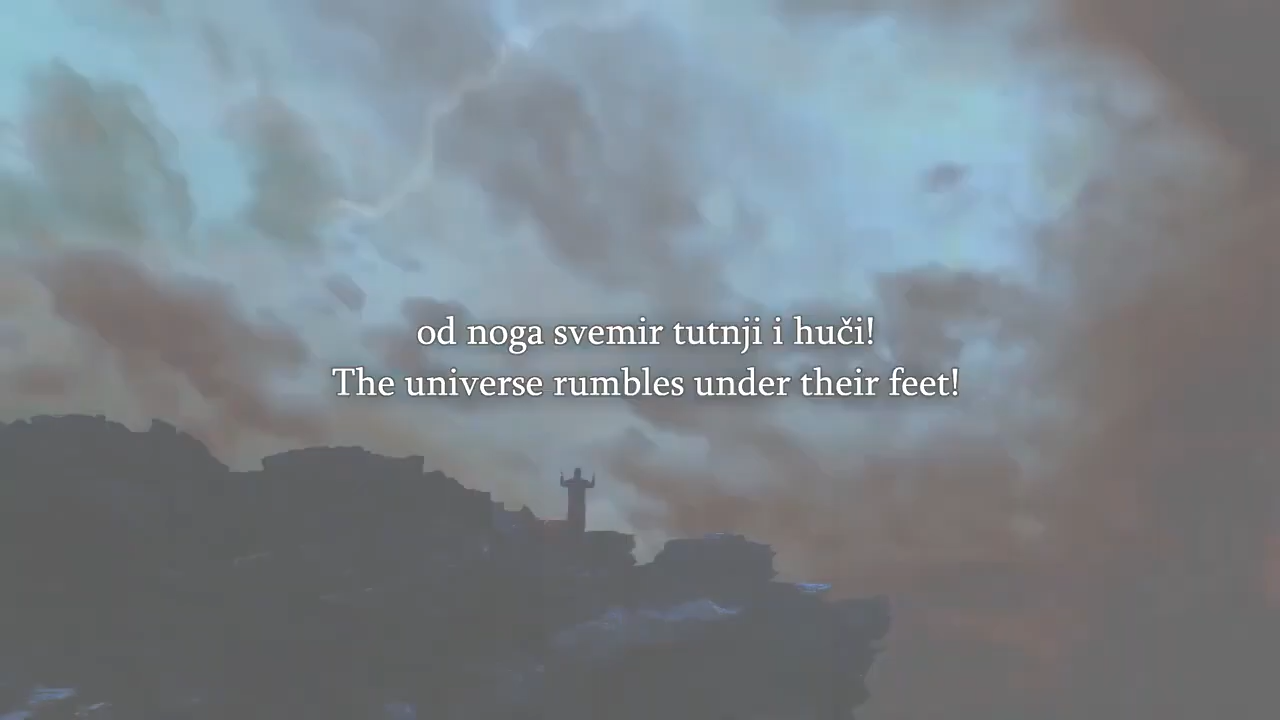 od noga svemir tutnji i huči!
The universe rumbles under their feet!